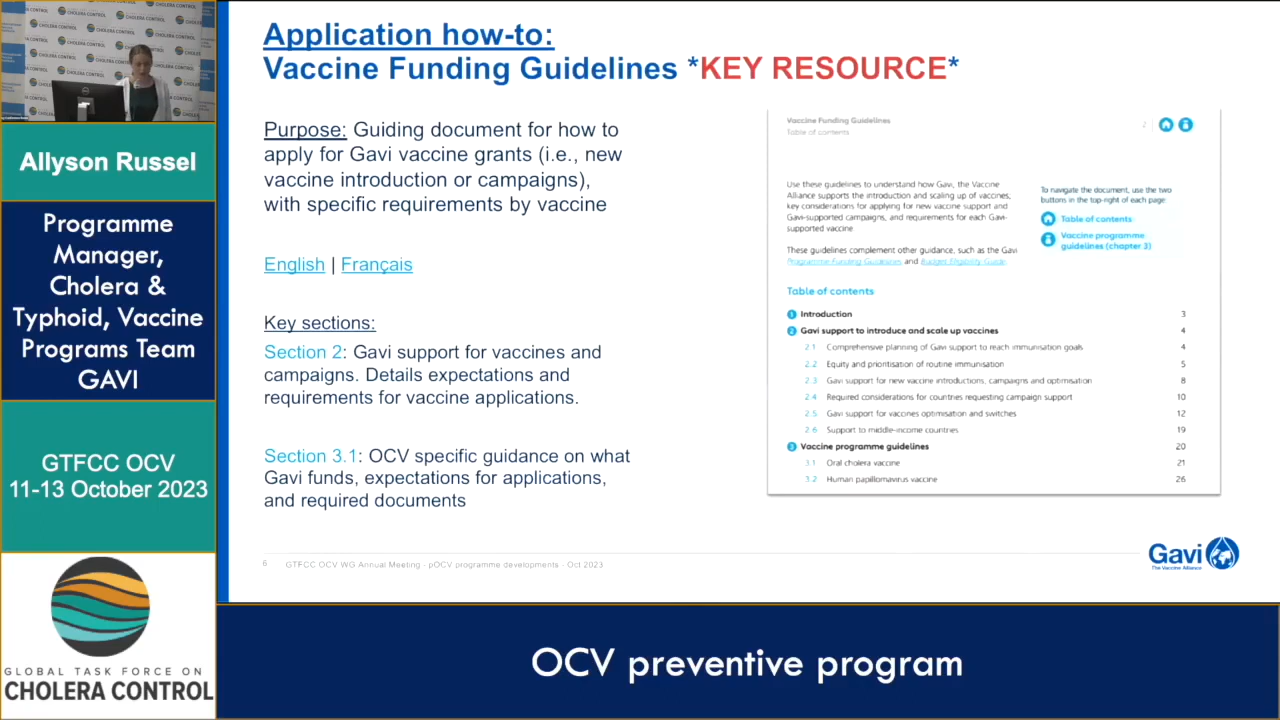 Application how-to:
Vaccine Funding Guidelines *KEY RESOURCE*
Purpose: Guiding document for how to
apply for Gavi vaccine grants (i.e., new
vaccine introduction or campaigns),
with specific requirements by vaccine
English | Français
Key sections:
Section 2: Gavi support for vaccines and
campaigns. Details expectations and
requirements for vaccine applications.
Section 3.1: OCV specific guidance on what
Gavi funds, expectations for applications,
and required documents
Vaccine Funding Guidelines
Table of contents
Use these guidelines to understand how Gavi, the Vaccine
Alliance supports the introduction and scaling up of vaccines;
key considerations for applying for new vaccine support and
Gavi-supported campaigns, and requirements for each Gavi-
supported vaccine.
These guidelines complement other guidance, such as the Gavi
Programme Funding Guidelines and Budget Eligibility Guide.
To navigate the document, use the two
buttons in the top-right of each page:
Table of contents
Vaccine programme
guidelines (chapter 3)
Table of contents
1 Introduction 3
2 Gavi support to introduce and scale up vaccines 4
2.1 Comprehensive planning of Gavi support to reach immunisation goals 4
2.2 Equity and prioritisation of routine immunisation 5
2.3 Gavi support for new vaccine introductions, campaigns and optimisation 8
2.4 Required considerations for countries requesting campaign support 10
2.5 Gavi support for vaccines optimisation and switches 12
2.6 Support to middle-income countries 19
3 Vaccine programme guidelines 20
3.1 Oral cholera vaccine 21
3.2 Human papillomavirus vaccine 26
6 GTFCC OCV WG Annual Meeting - pOCV programme developments - Oct 2023
Gavi
The Vaccine Alliance
Allyson Russel
Programme
Manager,
Cholera &
Typhoid, Vaccine
Programs Team
GAVI
GTFCC OCV
11-13 October 2023
GLOBAL TASK FORCE ON
CHOLERA CONTROL
OCV preventive program